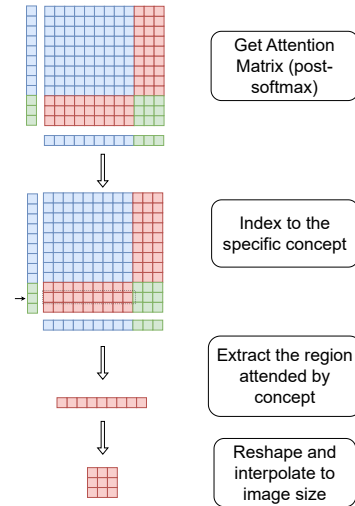 Get Attention
Matrix (post-
softmax)
Index to the
specific concept
Extract the region
attended by
concept
Reshape and
interpolate to
image size